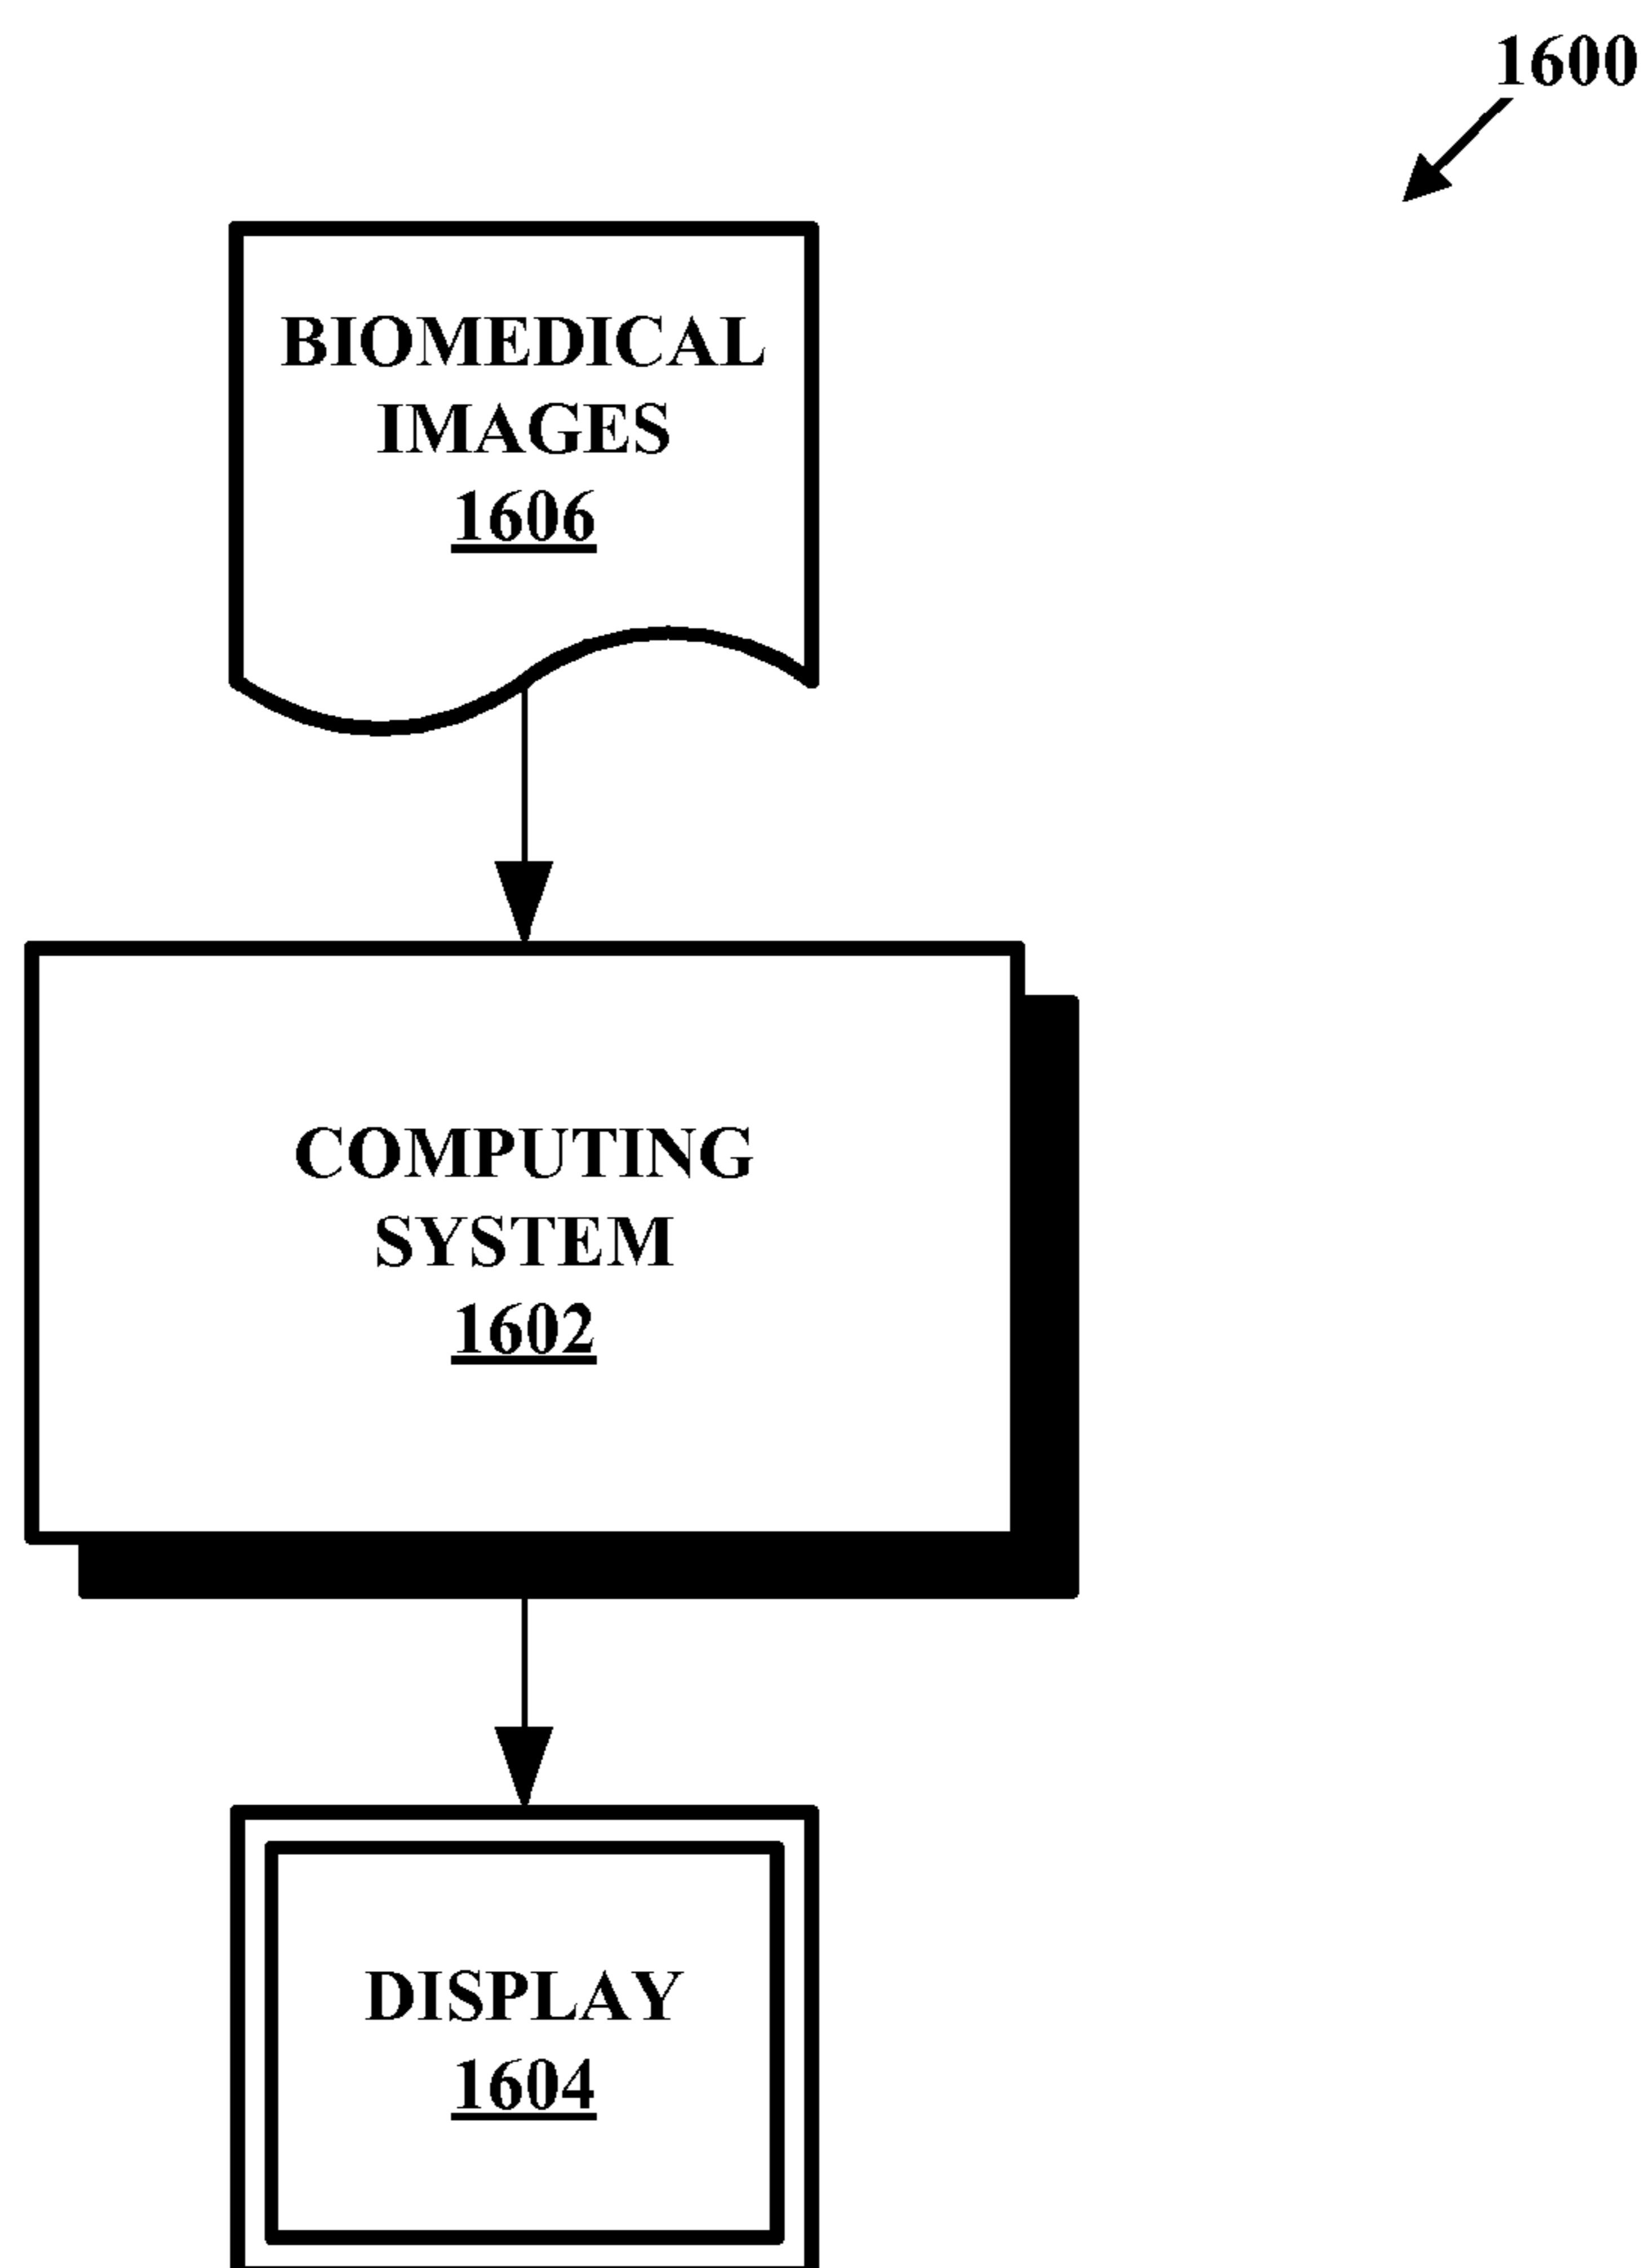 1600
BIOMEDICAL
IMAGES
1606
COMPUTING
SYSTEM
1602
DISPLAY
1604